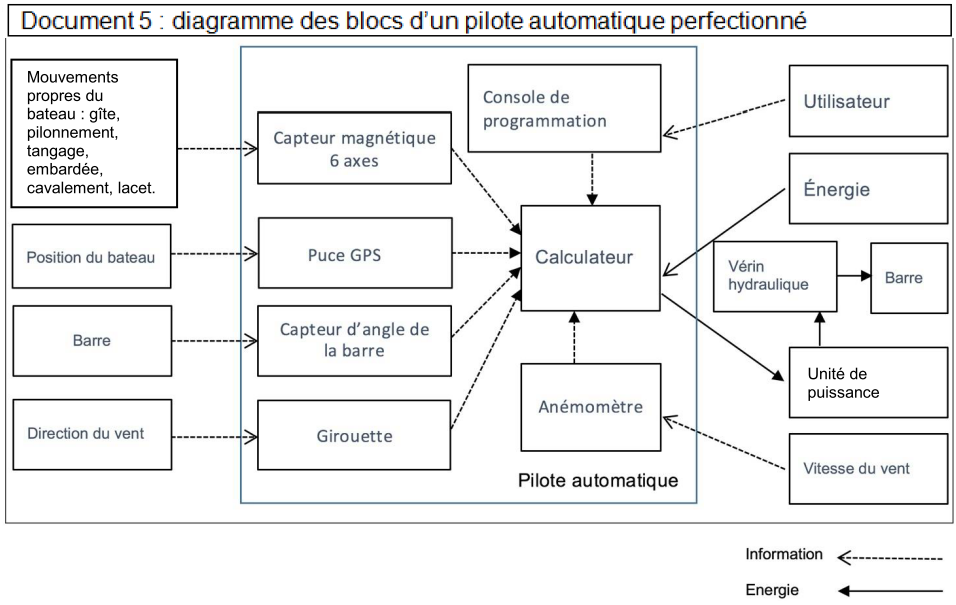 Document 5 : diagramme des blocs d'un pilote automatique perfectionné
Mouvements
propres du
bateau : gîte,
pilonnement,
tangage,
embardée,
cavalement, lacet.
Capteur magnétique
6 axes
Console de
programmation
Utilisateur
Énergie
Position du bateau
Puce GPS
Calculateur
Vérin
hydraulique
Barre
Barre
Capteur d'angle de
la barre
Unité de
puissance
Direction du vent
Girouette
Anémomètre
Vitesse du vent
Pilote automatique
Information
Energie